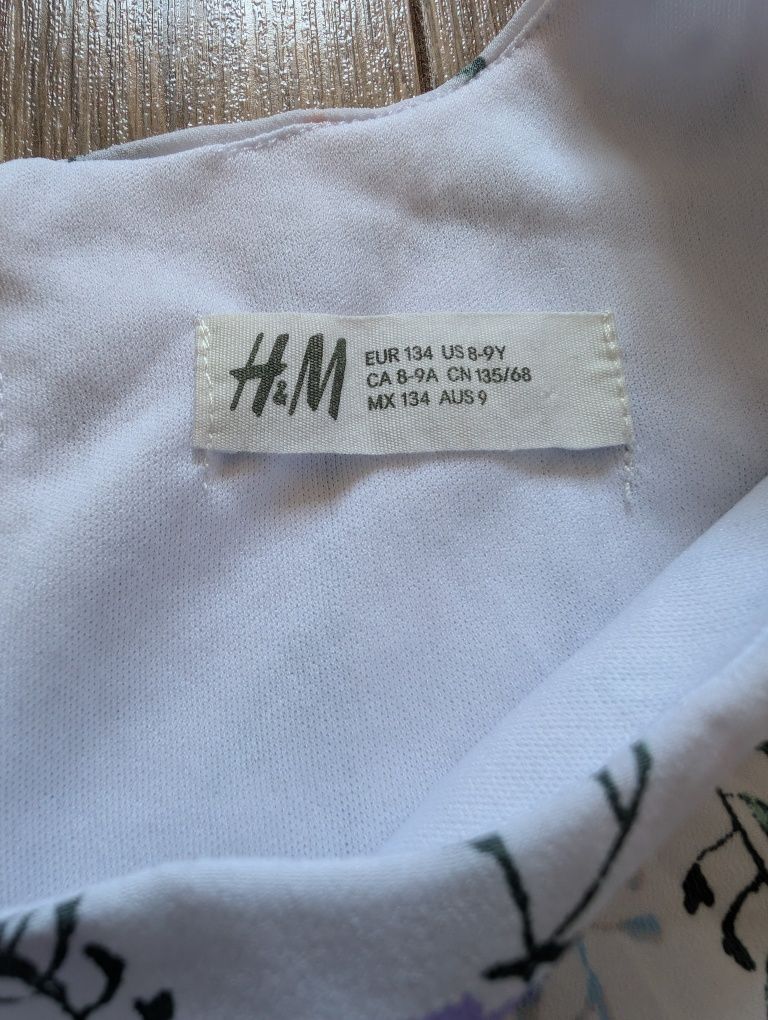 H&M
EUR 134 US 8-9Y
CA 8-9A CN 135/68
MX 134 AUS 9